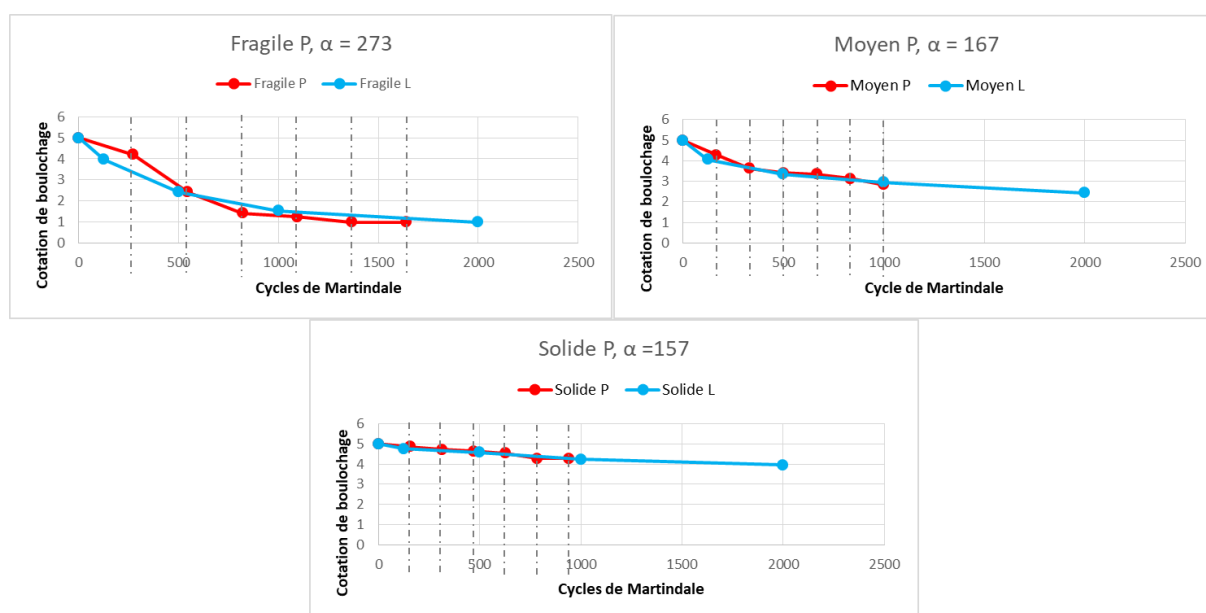 Fragile P, α = 273
Fragile P Fragile L
Cotation de boulochage
6
5
4
3
2
1
0
0 500 1000 1500 2000 2500
Cycles de Martindale
Moyen P, α = 167
Moyen P Moyen L
Cotation de boulochage
6
5
4
3
2
1
0
0 500 1000 1500 2000 2500
Cycle de Martindale
Solide P, α =157
Solide P Solide L
Cotation de boulochage
6
5
4
3
2
1
0
0 500 1000 1500 2000 2500
Cycles de Martindale